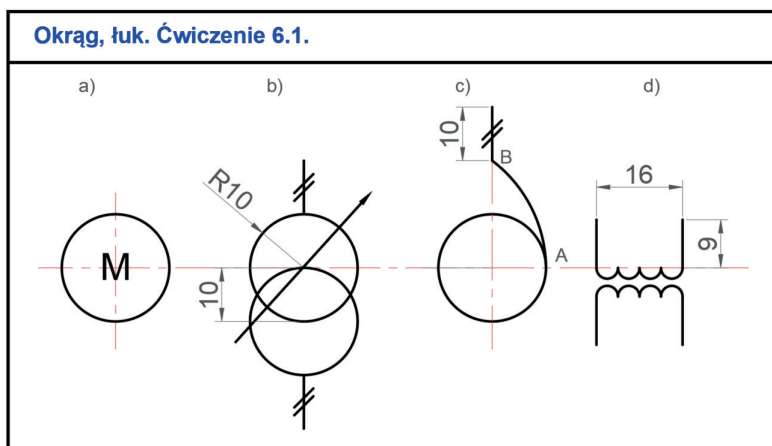 Okrąg, łuk. Ćwiczenie 6.1.
a) b) c) d)
10 B 16
R10
M 10 A 9